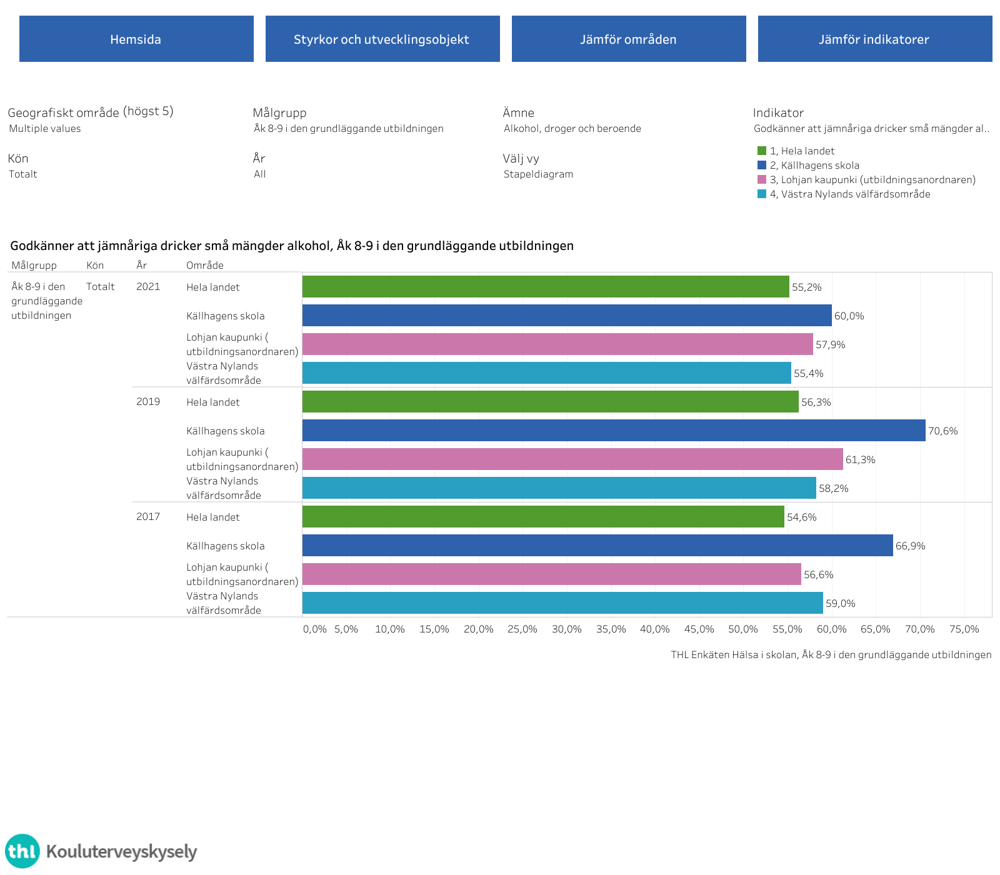 Hemsida
Styrkor och utvecklingsobjekt
Jämför områden
Jämför indikatorer
Geografiskt område (högst 5)
Multiple values
Målgrupp
Åk 8-9 i den grundläggande utbildningen
Ämne
Alkohol, droger och beroende
Indikator
Godkänner att jämnåriga dricker små mängder al..
Kön
Totalt
År
All
Välj vy
Stapeldiagram
1, Hela landet
2, Källhagens skola
3, Lohjan kaupunki (utbildningsanordnaren)
4, Västra Nylands välfärdsområde
Godkänner att jämnåriga dricker små mängder alkohol, Åk 8-9 i den grundläggande utbildningen
Målgrupp Kön År Område
Åk 8-9 i den
grundläggande
utbildningen
Totalt
2021
Hela landet
55,2%
Källhagens skola
60,0%
Lohjan kaupunki (
utbildningsanordnaren)
57,9%
Västra Nylands
välfärdsområde
55,4%
2019
Hela landet
56,3%
Källhagens skola
70,6%
Lohjan kaupunki (
utbildningsanordnaren)
61,3%
Västra Nylands
välfärdsområde
58,2%
2017
Hela landet
54,6%
Källhagens skola
66,9%
Lohjan kaupunki (
utbildningsanordnaren)
56,6%
Västra Nylands
välfärdsområde
59,0%
0,0% 5,0% 10,0% 15,0% 20,0% 25,0% 30,0% 35,0% 40,0% 45,0% 50,0% 55,0% 60,0% 65,0% 70,0% 75,0%
THL Enkäten Hälsa i skolan, Åk 8-9 i den grundläggande utbildningen
thl Kouluterveyskysely